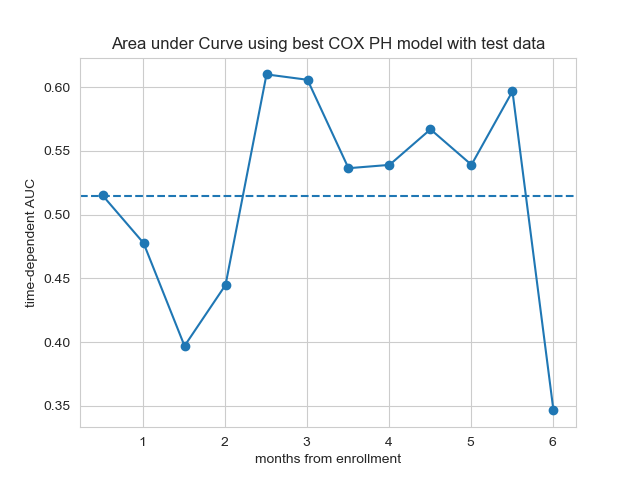 Area under Curve using best COX PH model with test data
time-dependent AUC
0.60
0.55
0.50
0.45
0.40
0.35
1 2 3 4 5 6
months from enrollment